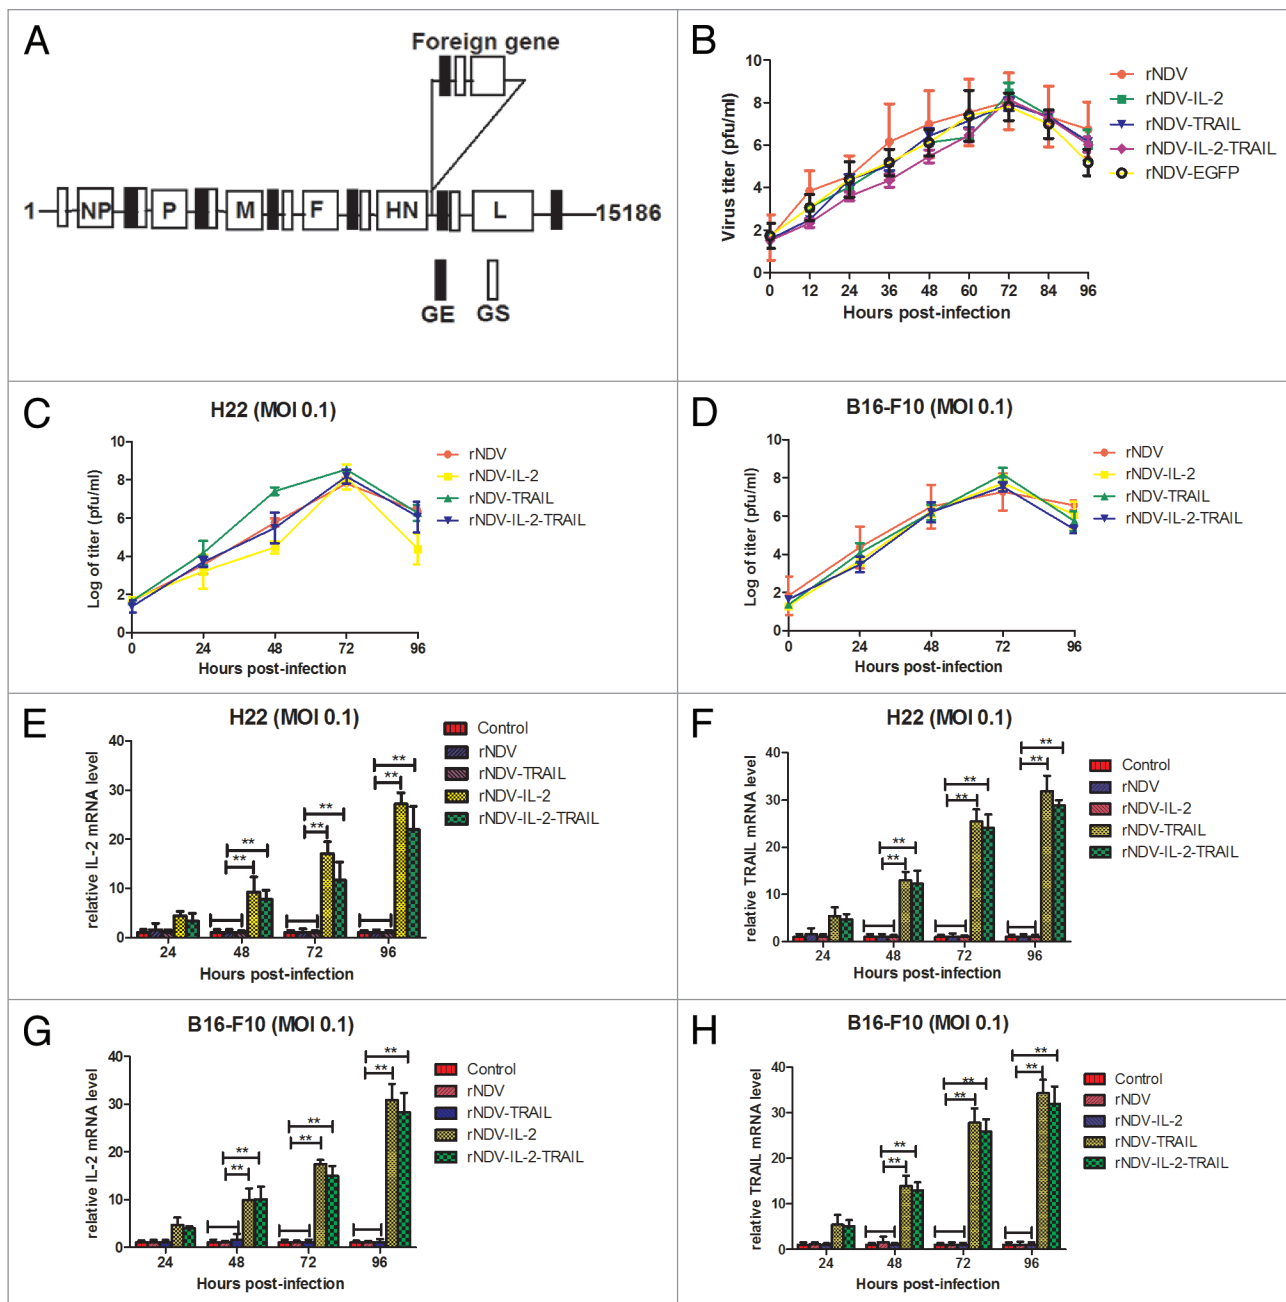 A
Foreign gene
1
NP
P
M
F
HN
L
15186
GE
GS
B
Virus titer (pfu/ml)
10
8
6
4
2
0
0 12 24 36 48 60 72 84 96
Hours post-infection
rNDV
rNDV-IL-2
rNDV-TRAIL
rNDV-IL-2-TRAIL
rNDV-EGFP
C
H22 (MOI 0.1)
Log of titer (pfu/ml)
10
8
6
4
2
0
0 24 48 72 96
Hours post-infection
rNDV
rNDV-IL-2
rNDV-TRAIL
rNDV-IL-2-TRAIL
D
B16-F10 (MOI 0.1)
Log of titer (pfu/ml)
10
8
6
4
2
0
0 24 48 72 96
Hours post-infection
rNDV
rNDV-IL-2
rNDV-TRAIL
rNDV-IL-2-TRAIL
E
H22 (MOI 0.1)
relative IL-2 mRNA level
40
30
20
10
0
** ** ** ** ** **
24 48 72 96
Hours post-infection
Control
rNDV
rNDV-TRAIL
rNDV-IL-2
rNDV-IL-2-TRAIL
F
H22 (MOI 0.1)
relative TRAIL mRNA level
40
30
20
10
0
** ** ** ** ** **
24 48 72 96
Hours post-infection
Control
rNDV
rNDV-IL-2
rNDV-TRAIL
rNDV-IL-2-TRAIL
G
B16-F10 (MOI 0.1)
relative IL-2 mRNA level
40
30
20
10
0
** ** ** ** ** **
24 48 72 96
Hours post-infection
Control
rNDV
rNDV-TRAIL
rNDV-IL-2
rNDV-IL-2-TRAIL
H
B16-F10 (MOI 0.1)
relative TRAIL mRNA level
40
30
20
10
0
** ** ** ** ** **
24 48 72 96
Hours post-infection
Control
rNDV
rNDV-IL-2
rNDV-TRAIL
rNDV-IL-2-TRAIL